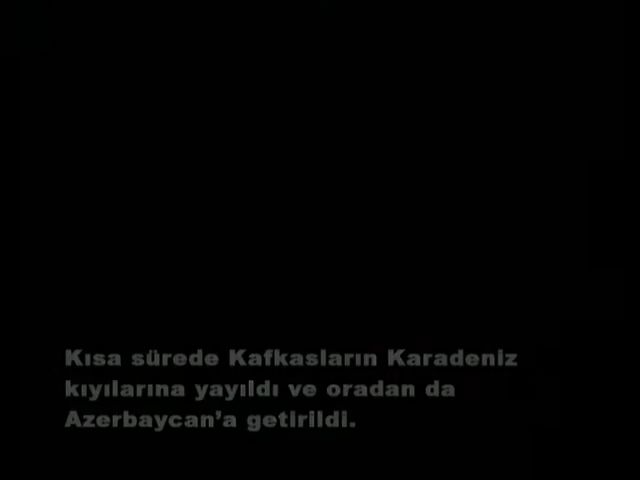 Kısa sürede Kafkasların Karadeniz
kıyılarına yayıldı ve oradan da
Azerbaycan’a getirildi.